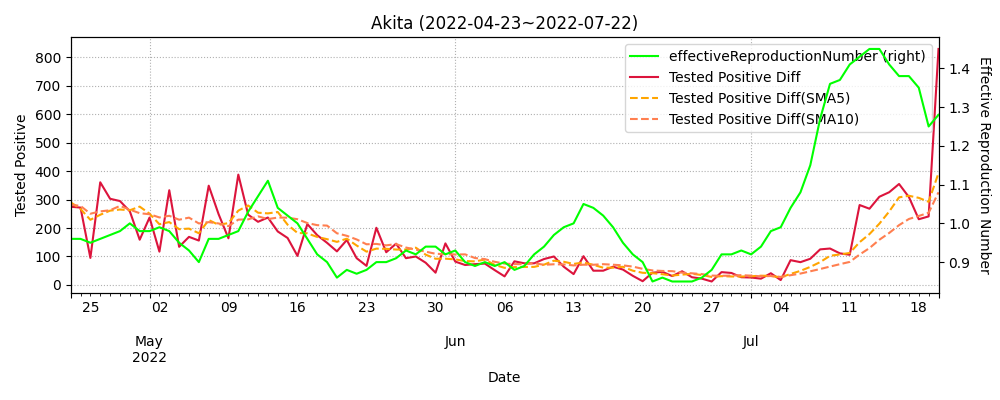 Akita (2022-04-23~2022-07-22)
effectiveReproductionNumber (right)
Tested Positive Diff
Tested Positive Diff(SMA5)
Tested Positive Diff(SMA10)
Tested Positive
800
700
600
500
400
300
200
100
0
1.4
1.3
1.2
1.1
1.0
0.9
Effective Reproduction Number
25 02 09 16 23 30 06 13 20 27 04 11 18
May Jun Jul
2022
Date